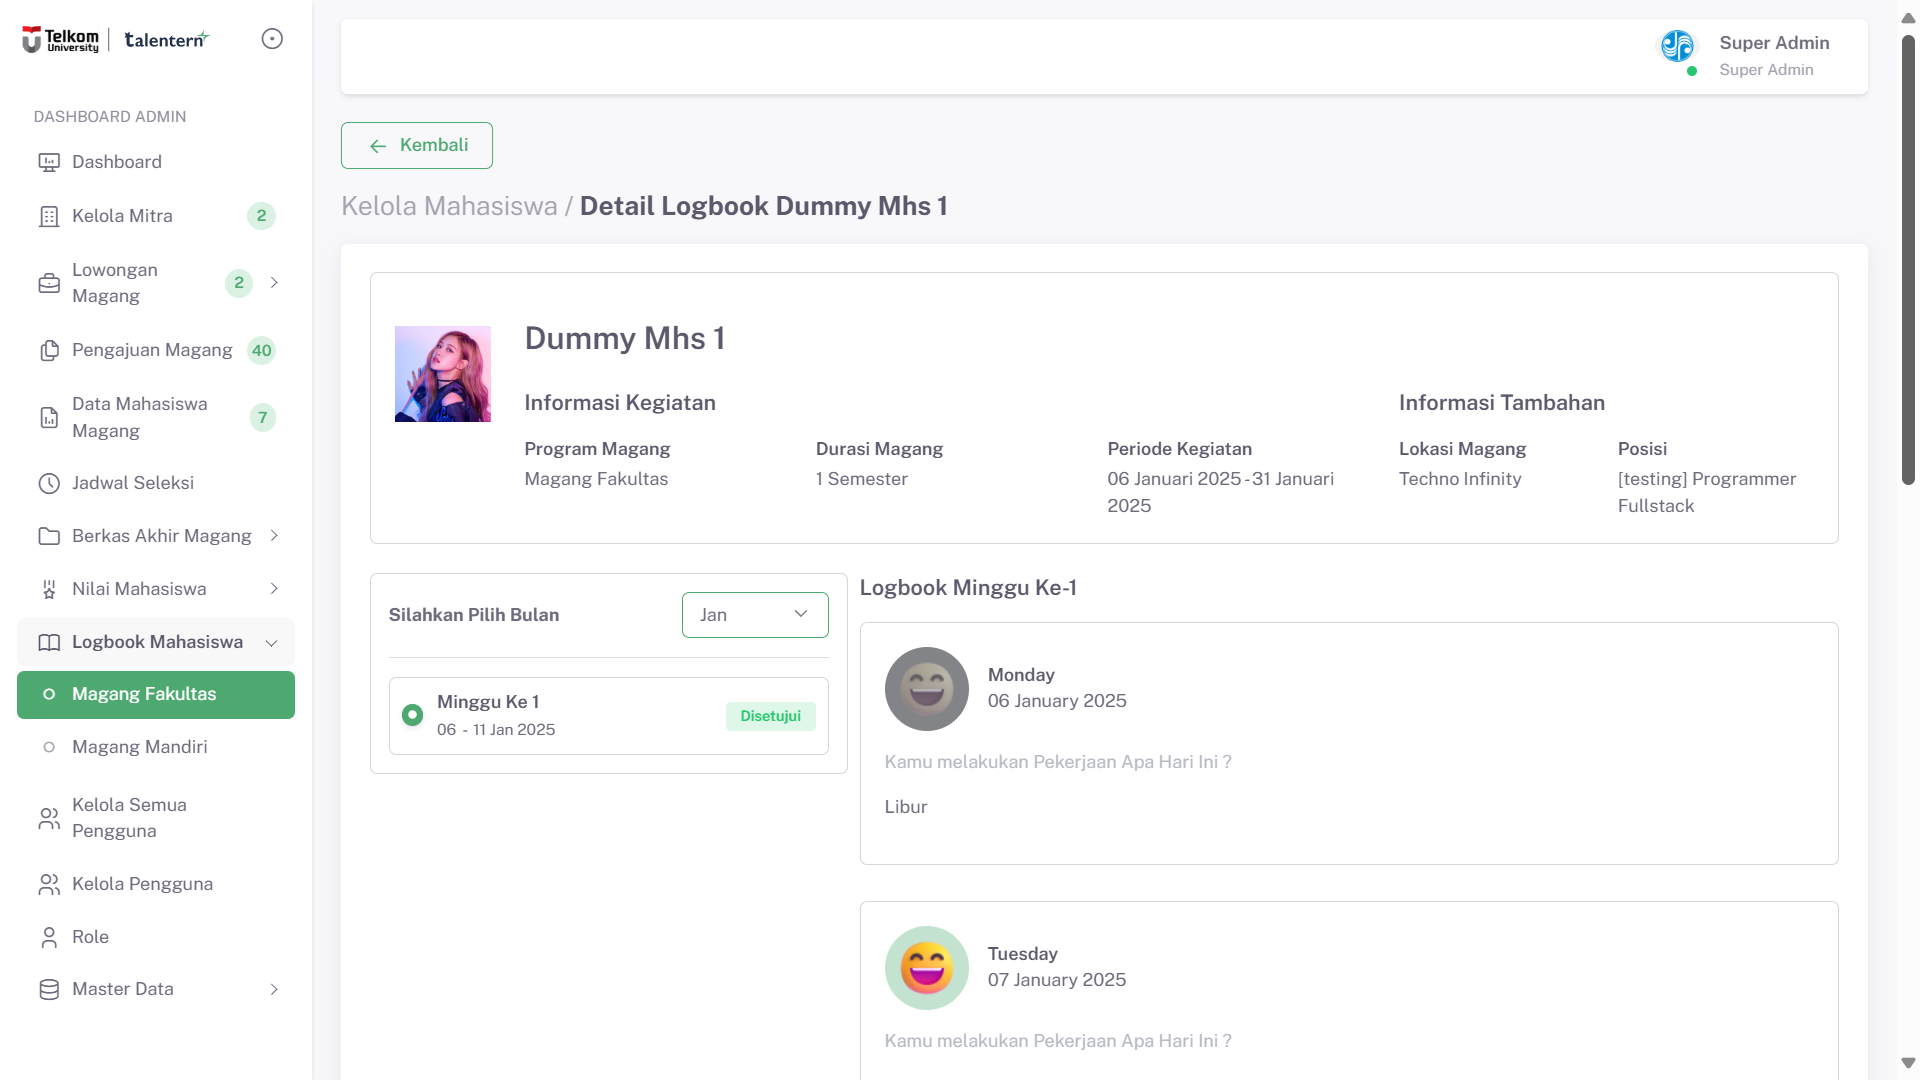 Telkom University
talentern
DASHBOARD ADMIN
Dashboard
Kelola Mitra 2
Lowongan Magang 2
Pengajuan Magang 40
Data Mahasiswa Magang 7
Jadwal Seleksi
Berkas Akhir Magang
Nilai Mahasiswa
Logbook Mahasiswa
Magang Fakultas
Magang Mandiri
Kelola Semua Pengguna
Kelola Pengguna
Role
Master Data
Super Admin
Super Admin
Kembali
Kelola Mahasiswa / Detail Logbook Dummy Mhs 1
Dummy Mhs 1
Informasi Kegiatan
Program Magang
Magang Fakultas
Durasi Magang
1 Semester
Periode Kegiatan
06 Januari 2025 - 31 Januari
2025
Informasi Tambahan
Lokasi Magang
Techno Infinity
Posisi
[testing] Programmer
Fullstack
Silahkan Pilih Bulan
Jan
Minggu Ke 1
06 - 11 Jan 2025
Disetujui
Logbook Minggu Ke-1
Monday
06 January 2025
Kamu melakukan Pekerjaan Apa Hari Ini ?
Libur
Tuesday
07 January 2025
Kamu melakukan Pekerjaan Apa Hari Ini ?